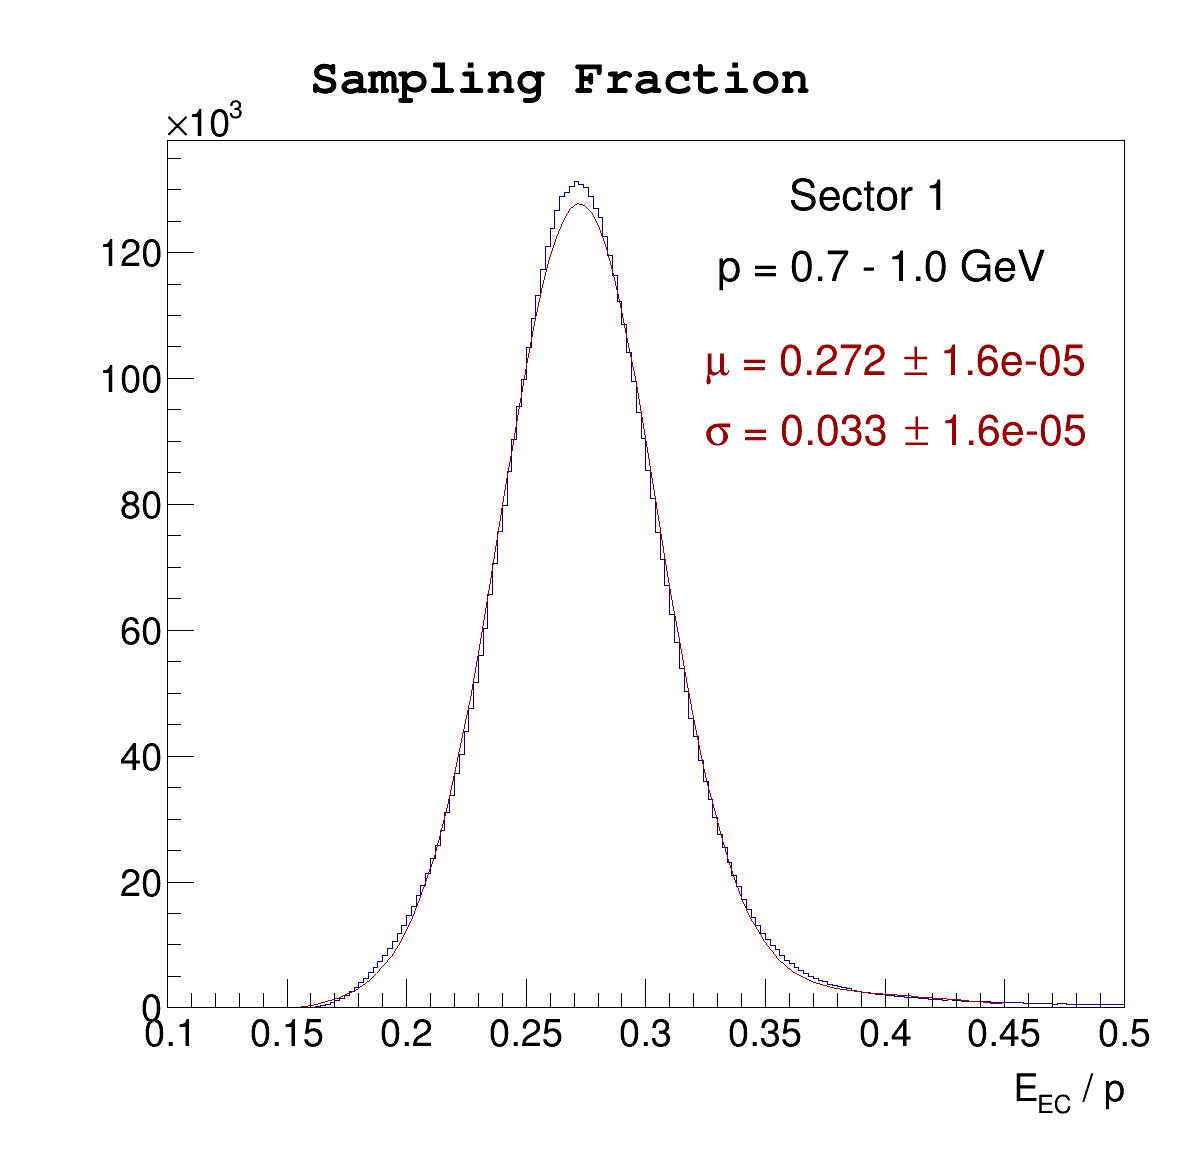 Sampling Fraction
×10³
Sector 1
p = 0.7 - 1.0 GeV
μ = 0.272 ± 1.6e-05
σ = 0.033 ± 1.6e-05
120
100
80
60
40
20
0
0.1 0.15 0.2 0.25 0.3 0.35 0.4 0.45 0.5
E_EC / p